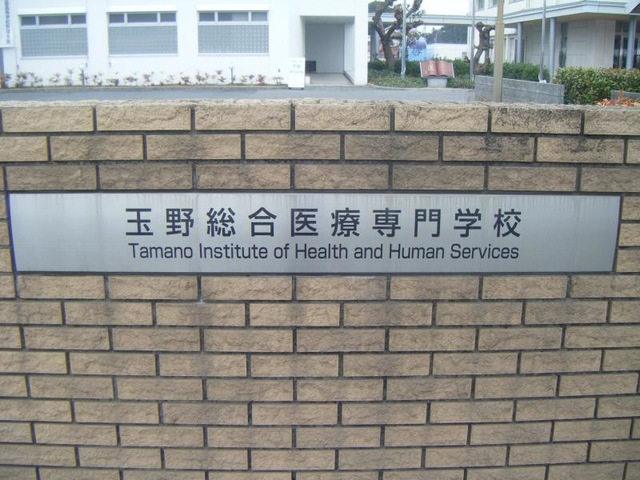 玉野総合医療専門学校
Tamano Institute of Health and Human Services